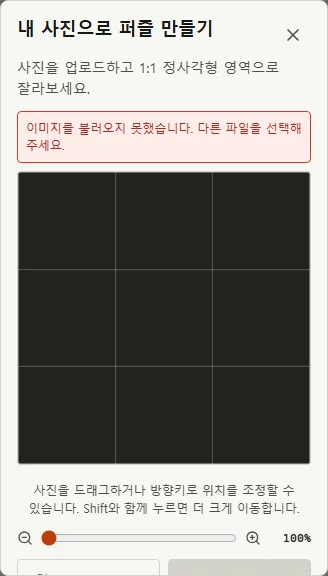 내 사진으로 퍼즐 만들기
사진을 업로드하고 1:1 정사각형 영역으로
잘라보세요.
이미지를 불러오지 못했습니다. 다른 파일을 선택해
주세요.
사진을 드래그하거나 방향키로 위치를 조정할 수
있습니다. Shift와 함께 누르면 더 크게 이동합니다.
100%